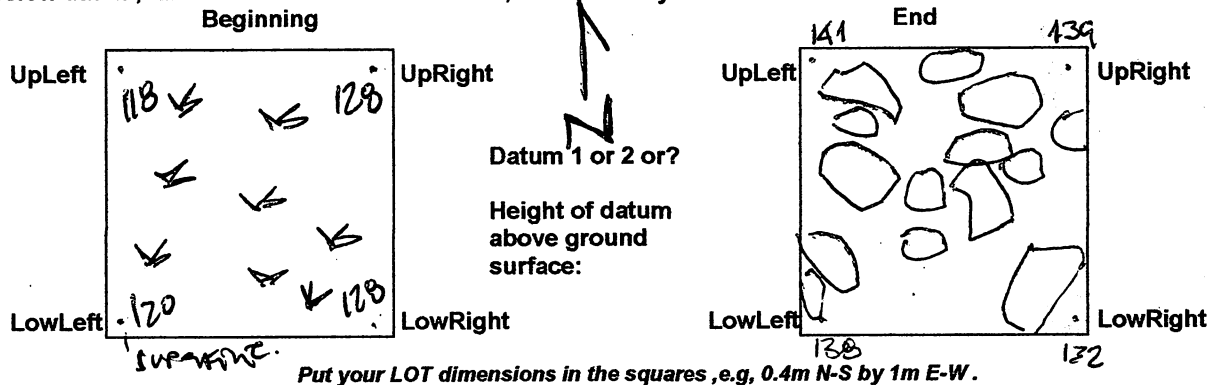 Beginning
End
141 139
UpLeft UpRight
118 128
UpLeft UpRight
N
Datum 1 or 2 or?
Height of datum
above ground
surface:
120 128
LowLeft LowRight
LowLeft LowRight
138 132
Put your LOT dimensions in the squares ,e.g, 0.4m N-S by 1m E-W .